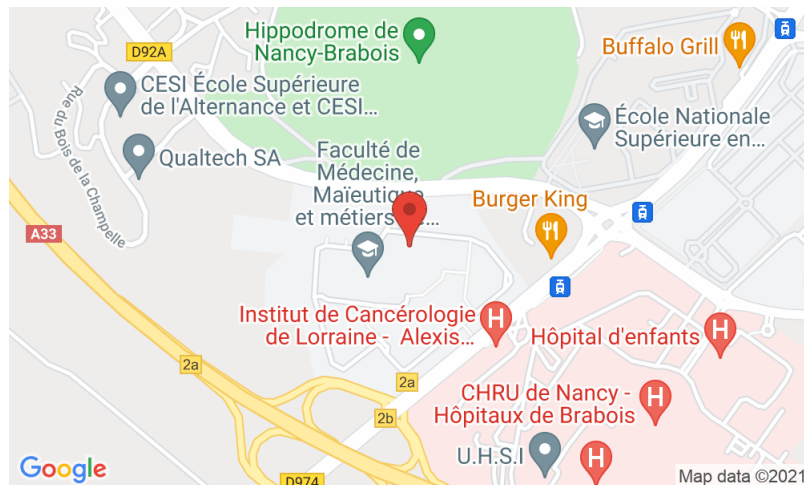 Hippodrome de
Nancy-Brabois
D92A
Buffalo Grill
CESI École Supérieure
de l'Alternance et CESI...
École Nationale
Supérieure en...
Rue du Bois de la Champelle
Qualtech SA
Faculté de
Médecine,
Maïeutique
et métiers
Burger King
A33
Institut de Cancérologie
de Lorraine - Alexis...
Hôpital d'enfants
2a
2a
CHRU de Nancy -
Hôpitaux de Brabois
2b
U.H.S.I
D974
Google
Map data ©2021